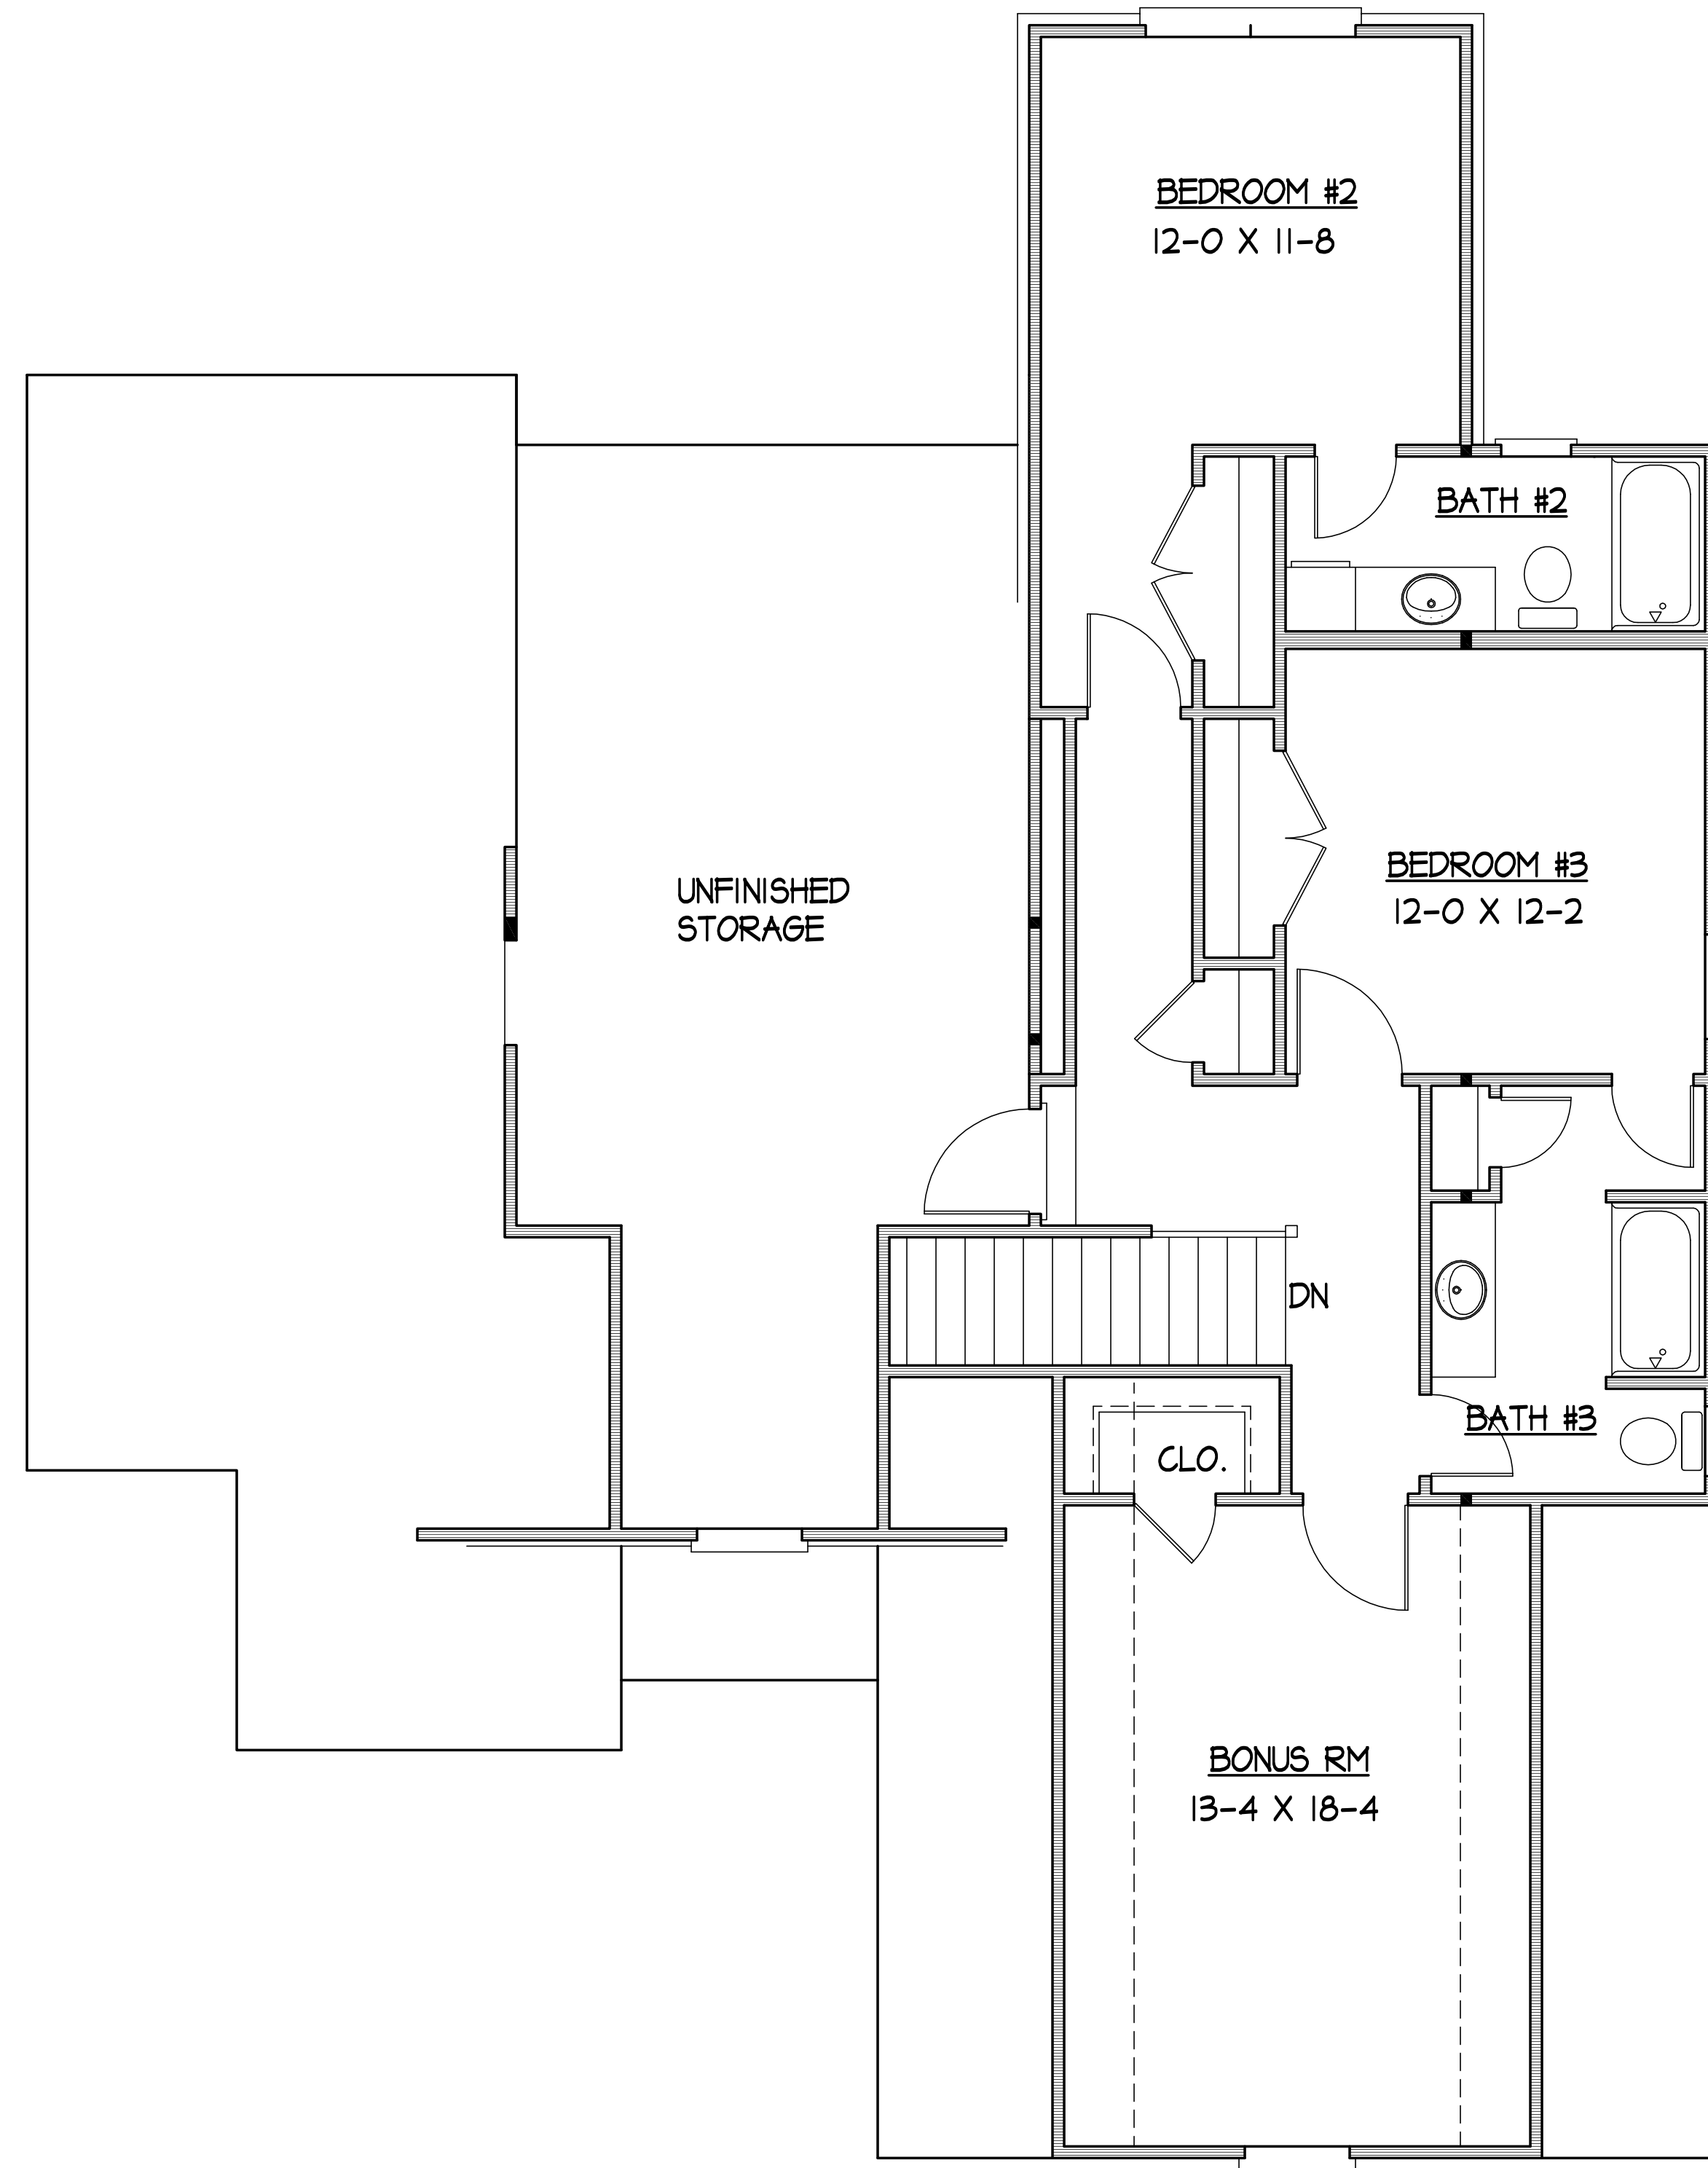 BEDROOM #2
12-0 X 11-8
BATH #2
BEDROOM #3
12-0 X 12-2
UNFINISHED
STORAGE
DN
BATH #3
CLO.
BONUS RM
13-4 X 18-4